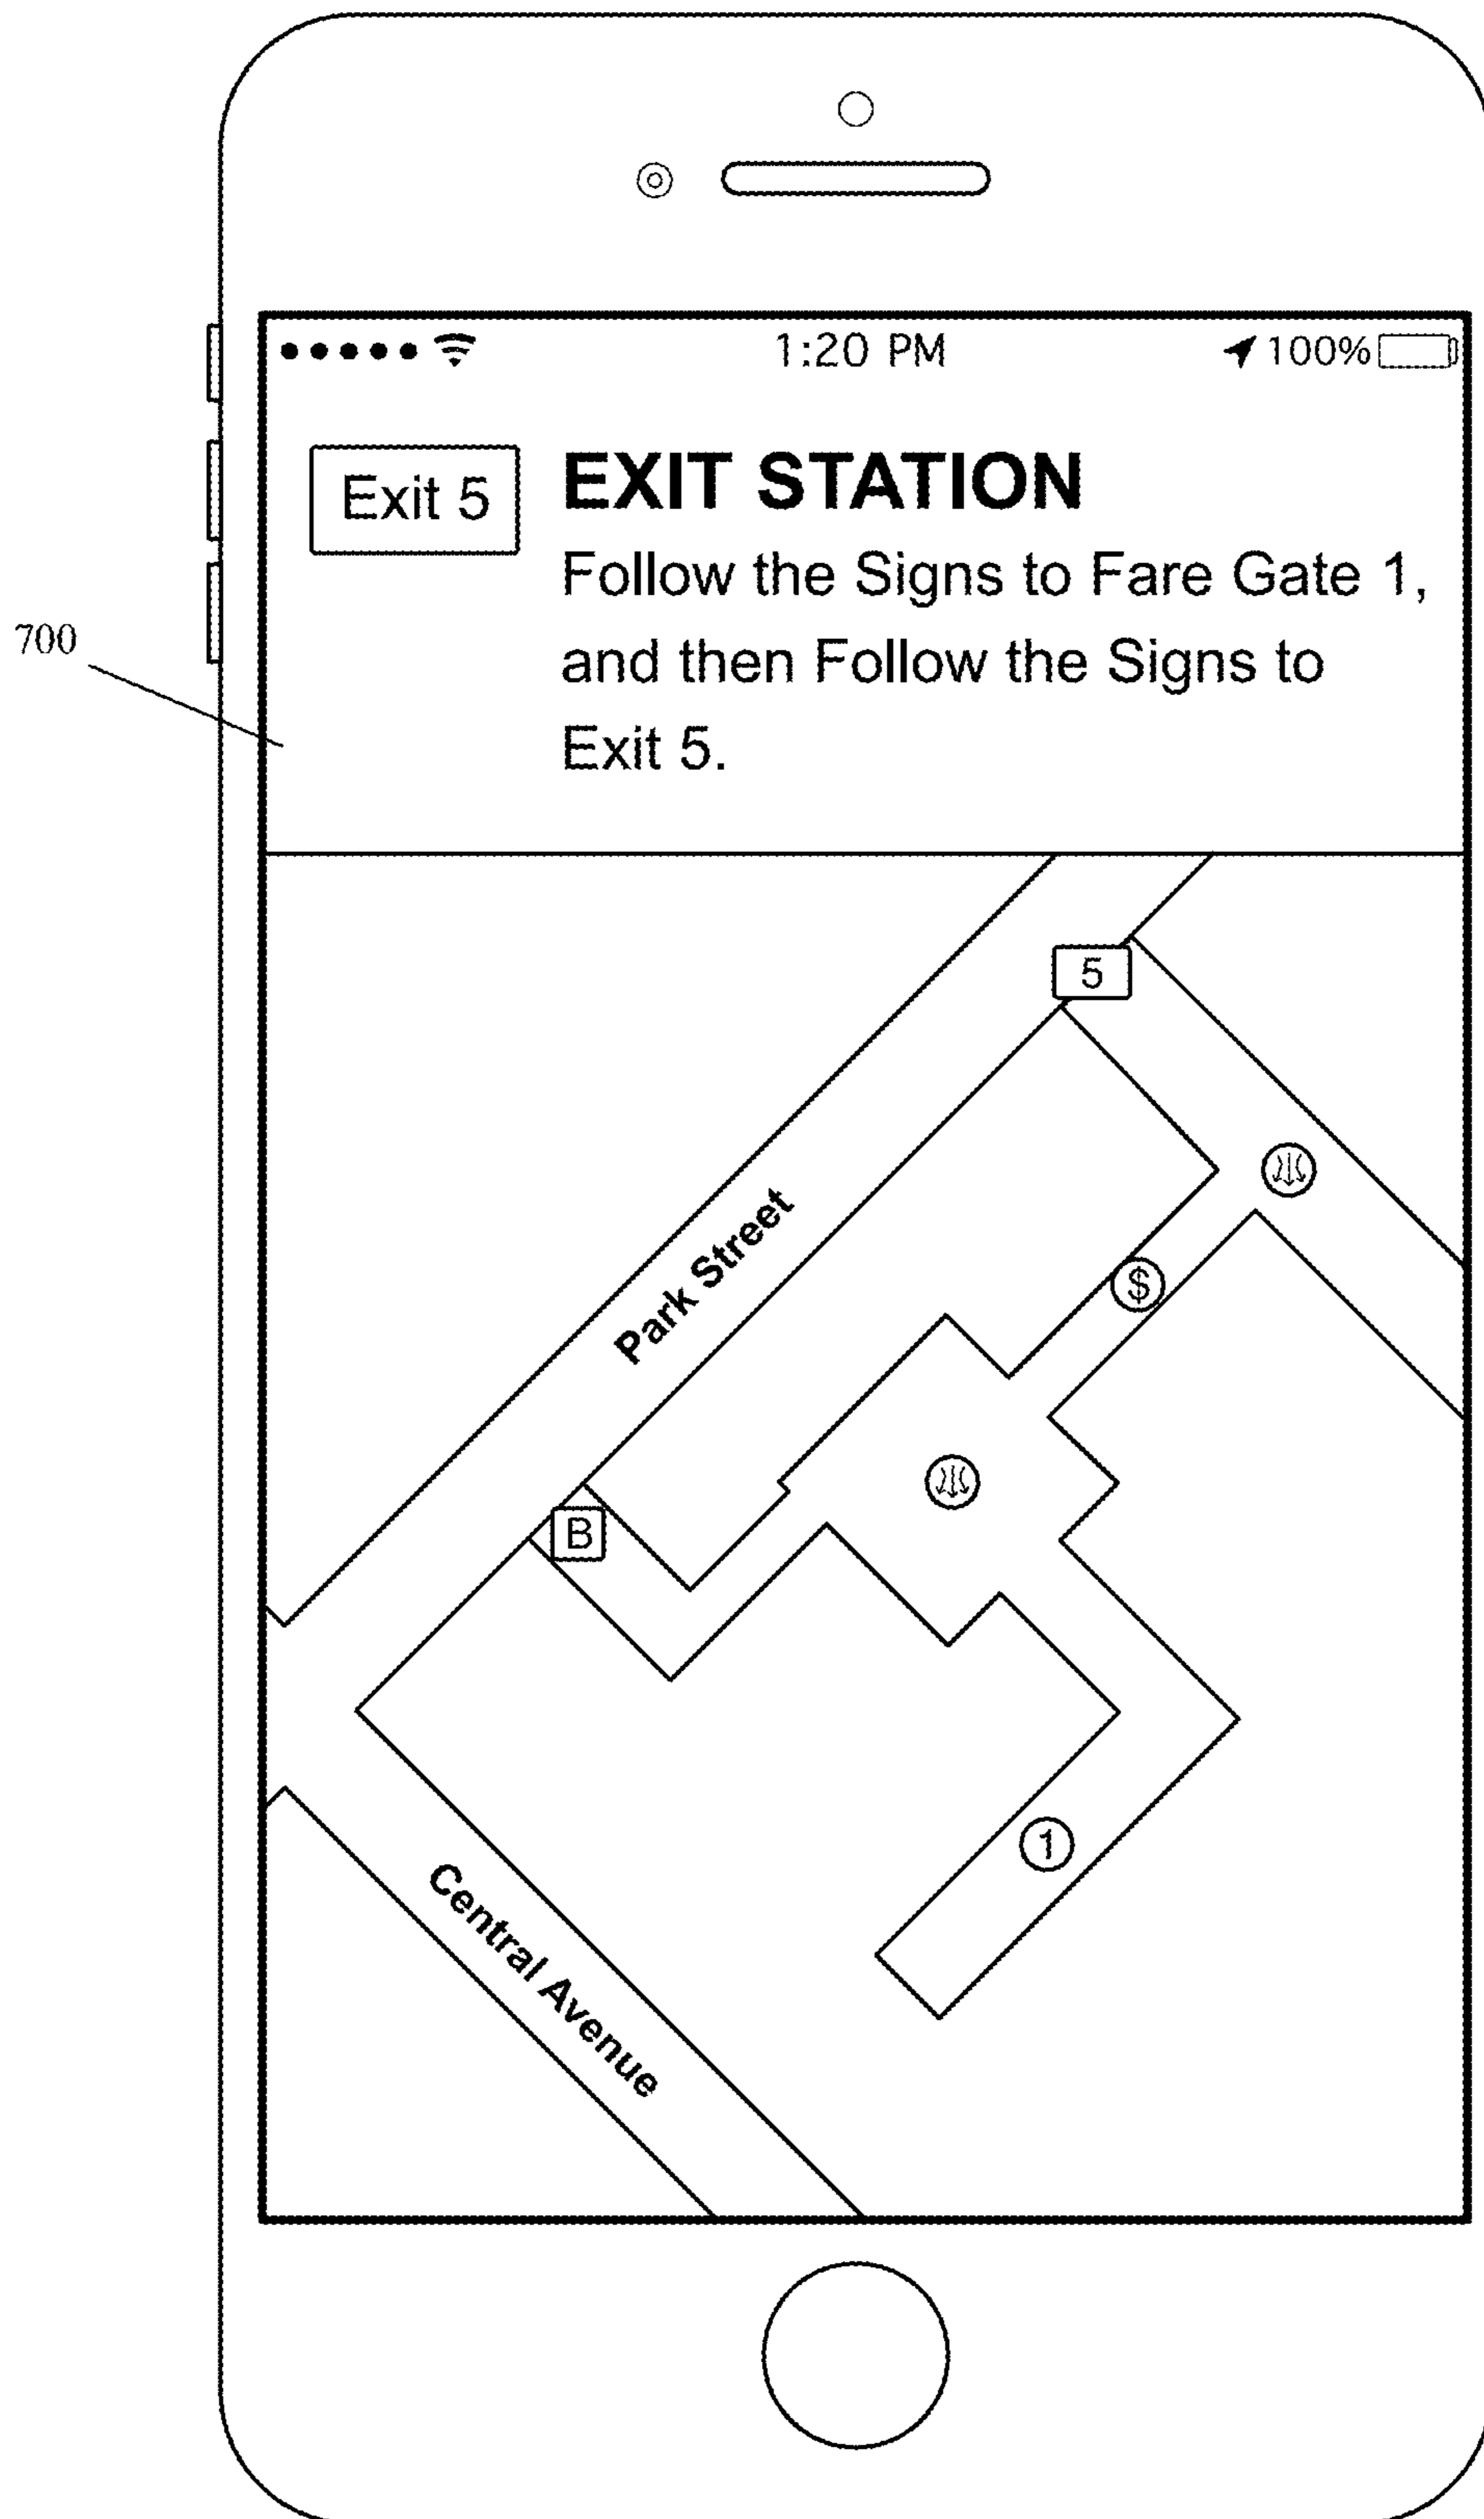 1:20 PM
100%
Exit 5
EXIT STATION
Follow the Signs to Fare Gate 1,
and then Follow the Signs to
Exit 5.
700
5
Park Street
$
B
1
Central Avenue